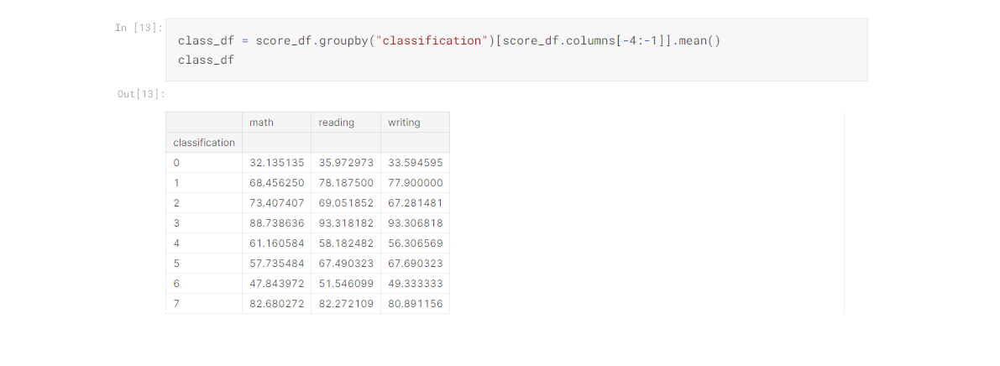 In [13]:
class_df = score_df.groupby("classification")[score_df.columns[-4:-1]].mean()
class_df
Out[13]:
math reading writing
classification
0 32.135135 35.972973 33.594595
1 68.456250 78.187500 77.900000
2 73.407407 69.051852 67.281481
3 88.738636 93.318182 93.306818
4 61.160584 58.182482 56.306569
5 57.735484 67.490323 67.690323
6 47.843972 51.546099 49.333333
7 82.680272 82.272109 80.891156